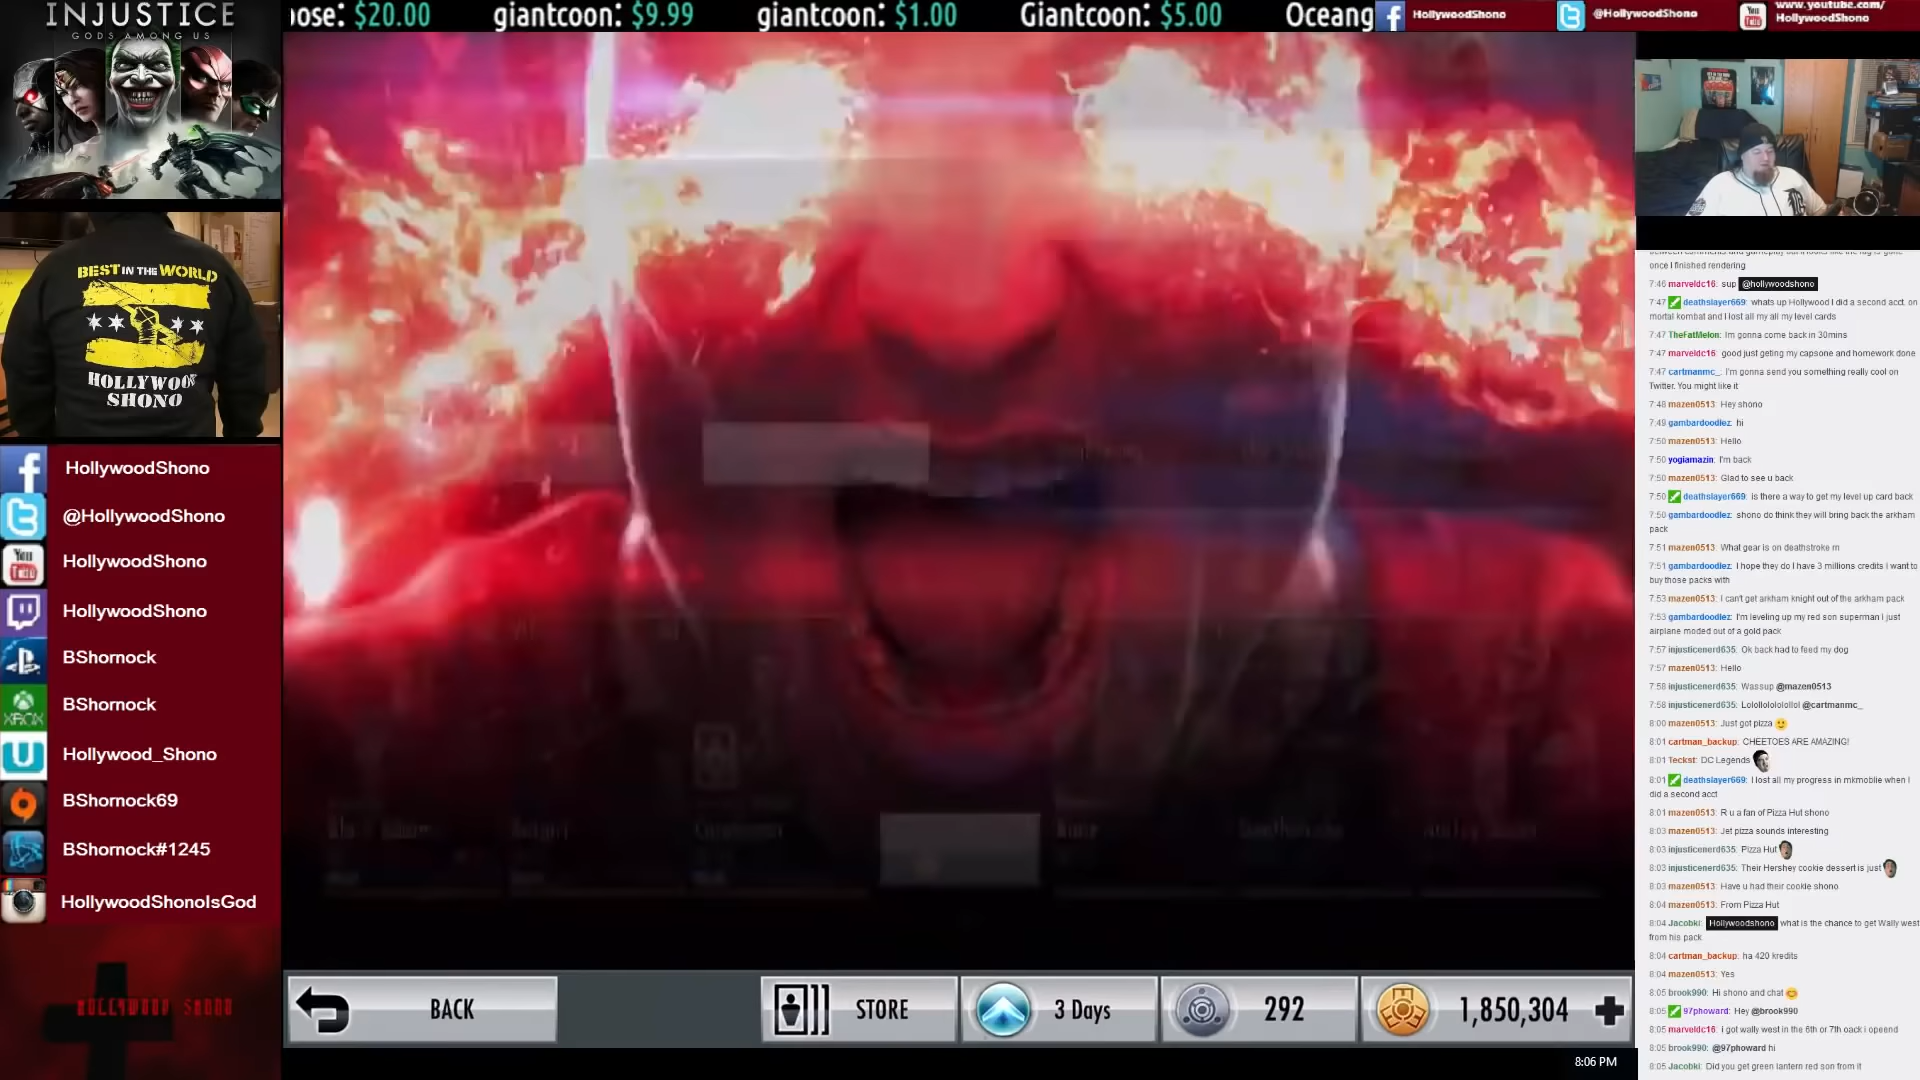 INJUSTICE
GODS AMONG US
ose: $20.00 giantcoon: $9.99 giantcoon: $1.00 Giantcoon: $5.00 Oceang
HollywoodShono
@HollywoodShono
www.youtube.com/
HollywoodShono
BEST IN THE WORLD
HOLLYWOOD
SHONO
HollywoodShono
@HollywoodShono
HollywoodShono
HollywoodShono
BShornock
BShornock
Hollywood_Shono
BShornock69
BShornock#1245
HollywoodShonoIsGod
HOLLYWOOD SHONO
BACK
STORE
3 Days
292
1,850,304
8:06 PM
once i finished rendering
7:46 marveldc16: sup @hollywoodshono
7:47 deathslayer669: whats up Hollywood I did a second acct. on
mortal kombat and I lost all my all my level cards
7:47 TheFatMelon: Im gonna come back in 30mins
7:47 marveldc16: good just geting my capsone and homework done
7:47 cartmanmc_: I'm gonna send you something really cool on
Twitter. You might like it
7:48 mazen0513: Hey shono
7:49 gambardoodlez: hi
7:50 mazen0513: Hello
7:50 yogiamazin: I'm back
7:50 mazen0513: Glad to see u back
7:50 deathslayer669: is there a way to get my level up card back
7:50 gambardoodlez: shono do think they will bring back the arkham
pack
7:51 mazen0513: What gear is on deathstroke rn
7:51 gambardoodlez: I hope they do I have 3 millions credits I want to
buy those packs with
7:53 mazen0513: I can't get arkham knight out of the arkham pack
7:53 gambardoodlez: I'm leveling up my red son superman I just
airplane moded out of a gold pack
7:57 injusticenerd635: Ok back had to feed my dog
7:57 mazen0513: Hello
7:58 injusticenerd635: Wassup @mazen0513
7:58 injusticenerd635: Lolollolololollol @cartmanmc_
8:00 mazen0513: Just got pizza
8:01 cartman_backup: CHEETOES ARE AMAZING!
8:01 Teckst: DC Legends
8:01 deathslayer669: I lost all my progress in mkmoblie when I
did a second acct
8:01 mazen0513: R u a fan of Pizza Hut shono
8:03 mazen0513: Jet pizza sounds interesting
8:03 injusticenerd635: Pizza Hut
8:03 injusticenerd635: Their Hershey cookie dessert is just
8:03 mazen0513: Have u had their cookie shono
8:04 mazen0513: From Pizza Hut
8:04 Jacobki: Hollywoodshono what is the chance to get Wally west
from his pack
8:04 cartman_backup: ha 420 kredits
8:04 mazen0513: Yes
8:05 brook990: Hi shono and chat
8:05 97phoward: Hey @brook990
8:05 marveldc16: i got wally west in the 6th or 7th oack i opeend
8:05 brook990: @97phoward hi
8:05 Jacobki: Did you get green lantern red son from it